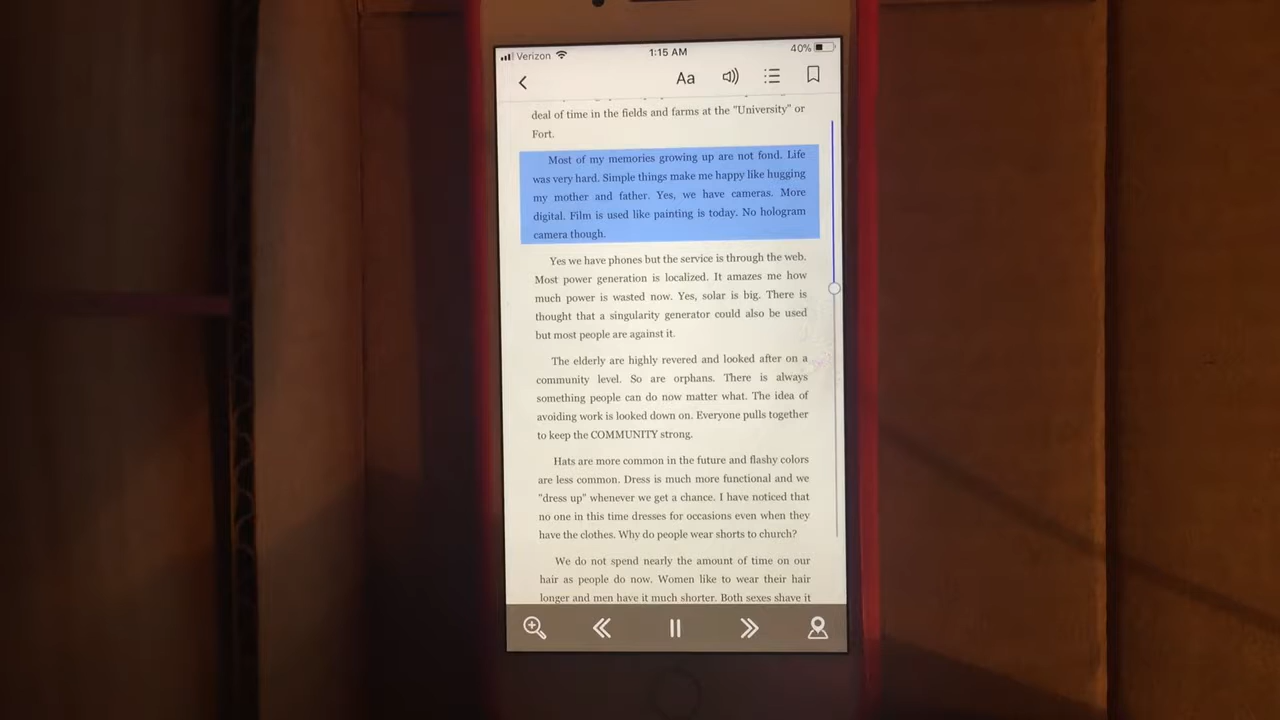 Verizon 1:15 AM 40%
Aa
deal of time in the fields and farms at the "University" or
Fort.
Most of my memories growing up are not fond. Life
was very hard. Simple things make me happy like hugging
my mother and father. Yes, we have cameras. More
digital. Film is used like painting is today. No hologram
camera though.
Yes we have phones but the service is through the web.
Most power generation is localized. It amazes me how
much power is wasted now. Yes, solar is big. There is
thought that a singularity generator could also be used
but most people are against it.
The elderly are highly revered and looked after on a
community level. So are orphans. There is always
something people can do now matter what. The idea of
avoiding work is looked down on. Everyone pulls together
to keep the COMMUNITY strong.
Hats are more common in the future and flashy colors
are less common. Dress is much more functional and we
"dress up" whenever we get a chance. I have noticed that
no one in this time dresses for occasions even when they
have the clothes. Why do people wear shorts to church?
We do not spend nearly the amount of time on our
hair as people do now. Women like to wear their hair
longer and men have it much shorter. Both sexes shave it